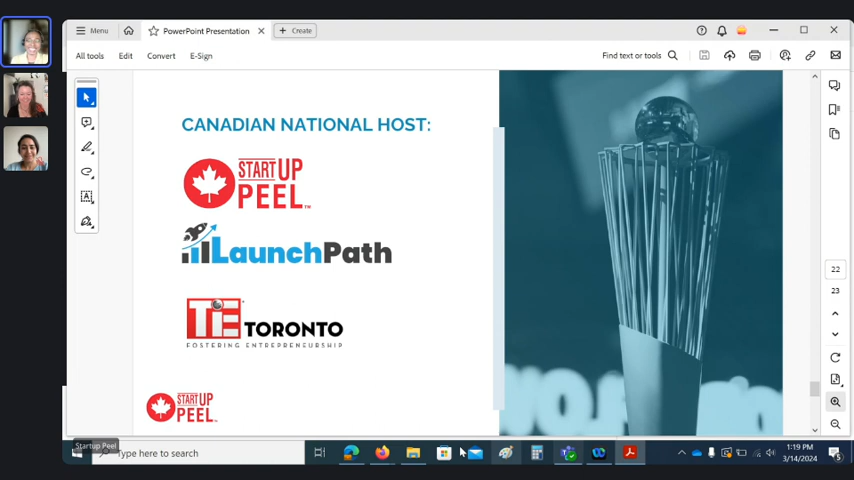 Menu
PowerPoint Presentation
Create
All tools
Edit
Convert
E-Sign
Find text or tools
CANADIAN NATIONAL HOST:
START UP
PEEL™
LaunchPath
TiE TORONTO
FOSTERING ENTREPRENEURSHIP
START UP
PEEL
22
23
Startup Peel
Type here to search
1:19 PM
3/14/2024
5